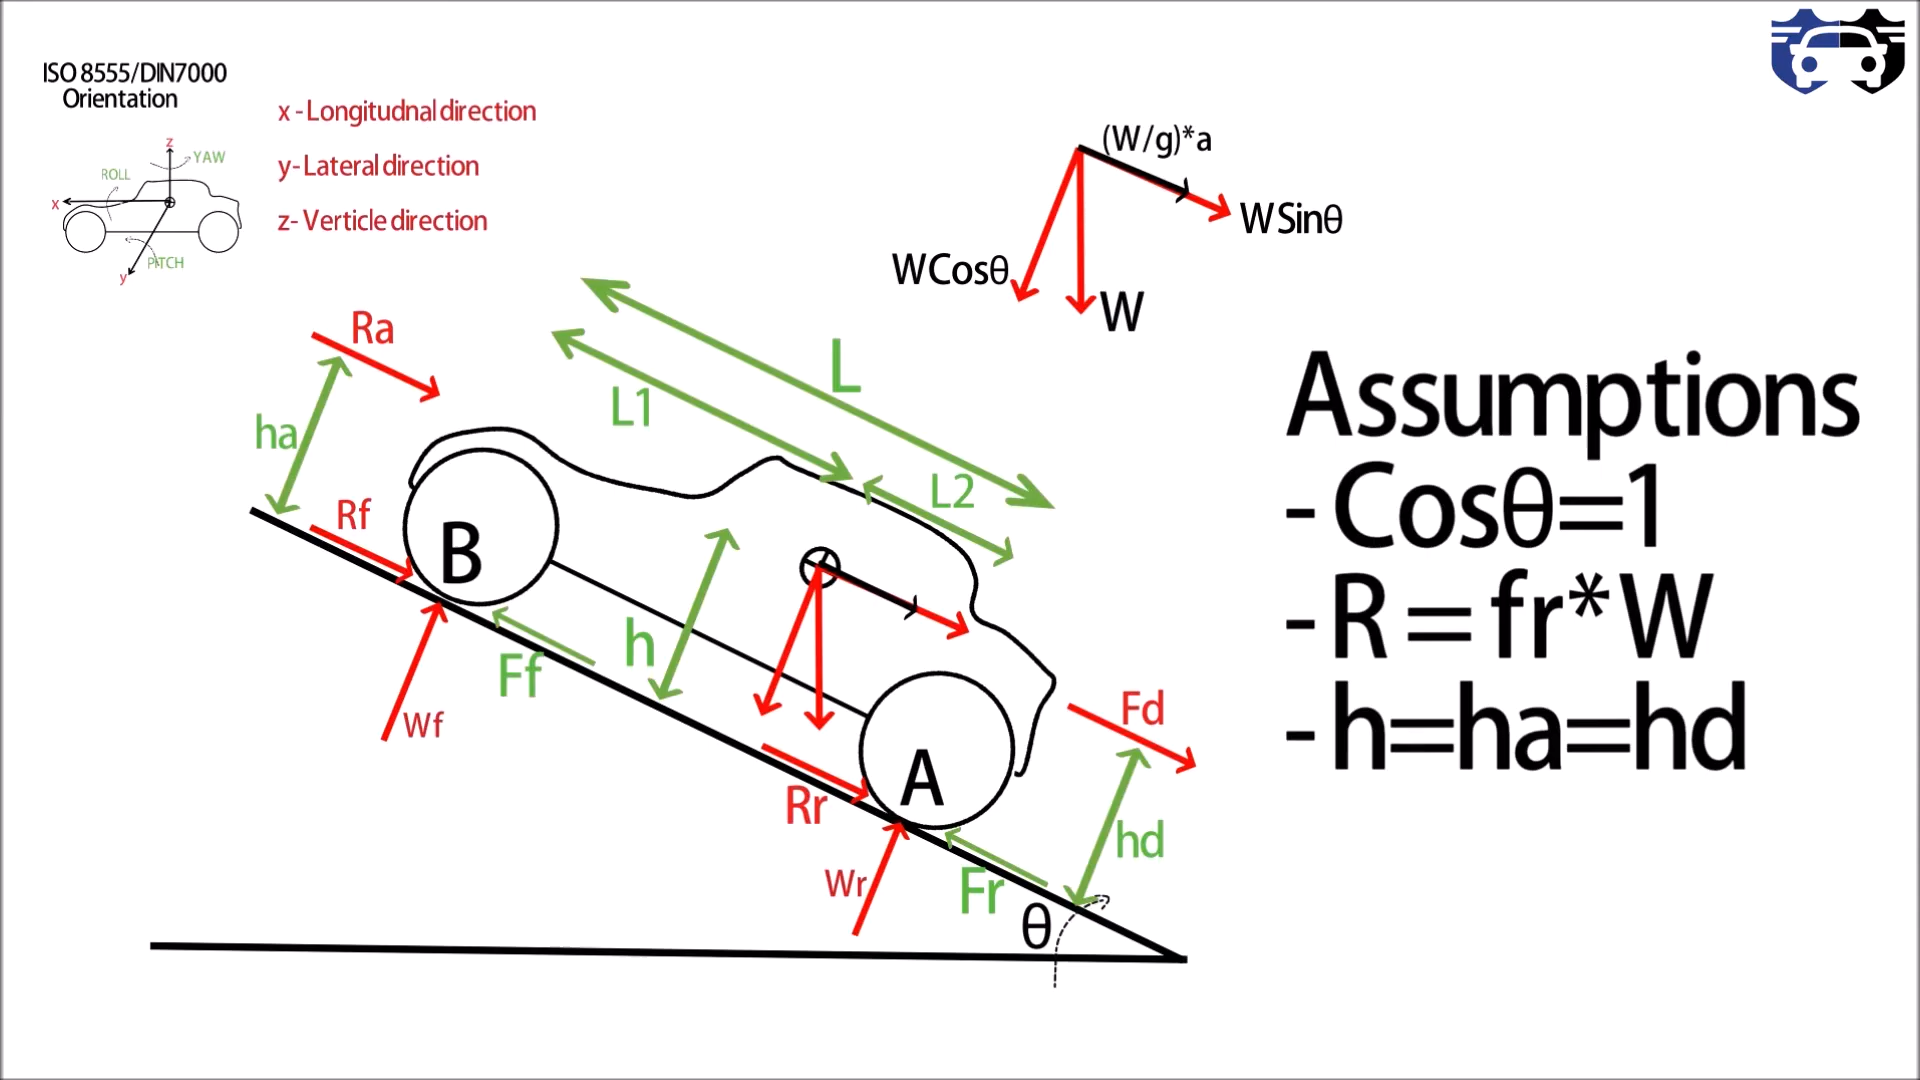 ISO 8555/DIN7000
Orientation
x - Longitudnal direction
y- Lateral direction
z- Verticle direction
z
YAW
ROLL
x
PITCH
y
(W/g)*a
WSinθ
WCosθ
W
Ra
L
L1
L2
ha
Rf
B
h
Ff
Wf
Fd
Rr
A
hd
Wr
Fr
θ
Assumptions
- Cosθ=1
- R = fr*W
- h=ha=hd